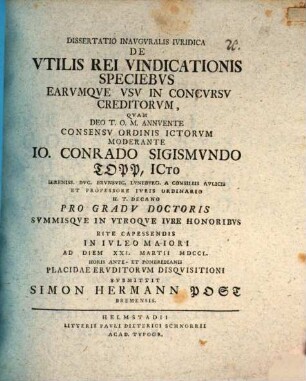 DISSERTATIO INAVGVRALIS IVRIDICA
DE
VTILIS REI VINDICATIONIS
SPECIEBVS
EARVMQVE VSV IN CONCVRSV
CREDITORVM,
QVAM
DEO T. O. M. ANNVENTE
CONSENSV ORDINIS ICTORVM
MODERANTE
IO. CONRADO SIGISMVNDO
TOPP, ICTO
SERENISS. DVC. BRVNSVIC. LVNEBVRG. A CONSILIIS AVLICIS
ET PROFESSORE IVRIS ORDINARIO
H. T. DECANO
PRO GRADV DOCTORIS
SVMMISQVE IN VTROQVE IVRE HONORIBVS
RITE CAPESSENDIS
IN IVLEO MAIORI
AD DIEM XXI. MARTII MDCCL.
HORIS ANTE- ET POMERIDIANIS
PLACIDAE ERVDITORVM DISQVISITIONI
SVBMITTIT
SIMON HERMANN POST
BREMENSIS.
HELMSTADII
LITTERIS PAVLI DIETERICI SCHNORRII
ACAD. TYPOGR.